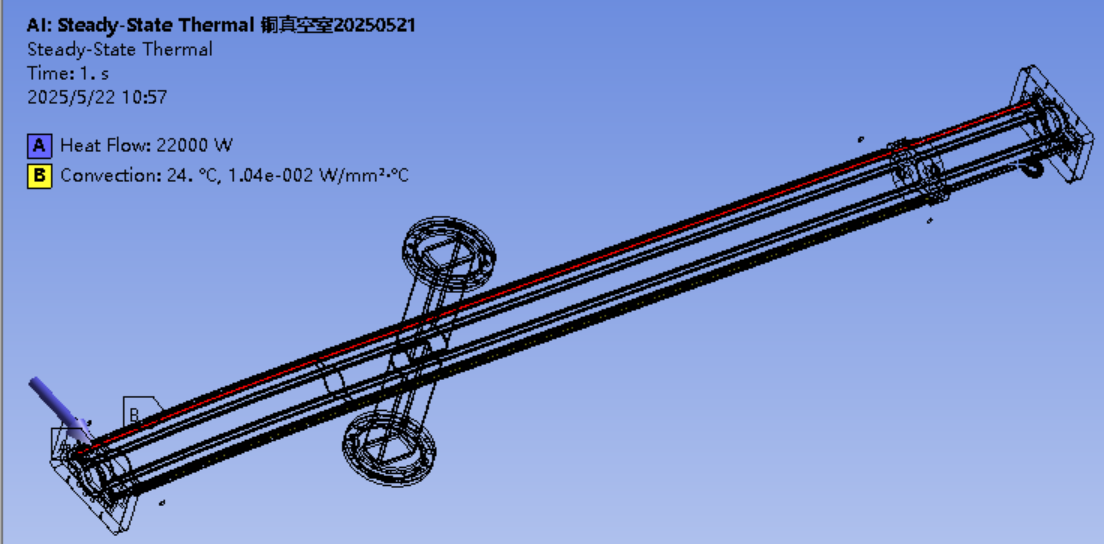 AI: Steady-State Thermal 铜真空室20250521
Steady-State Thermal
Time: 1. s
2025/5/22 10:57
A Heat Flow: 22000 W
B Convection: 24. °C, 1.04e-002 W/mm²·°C
B